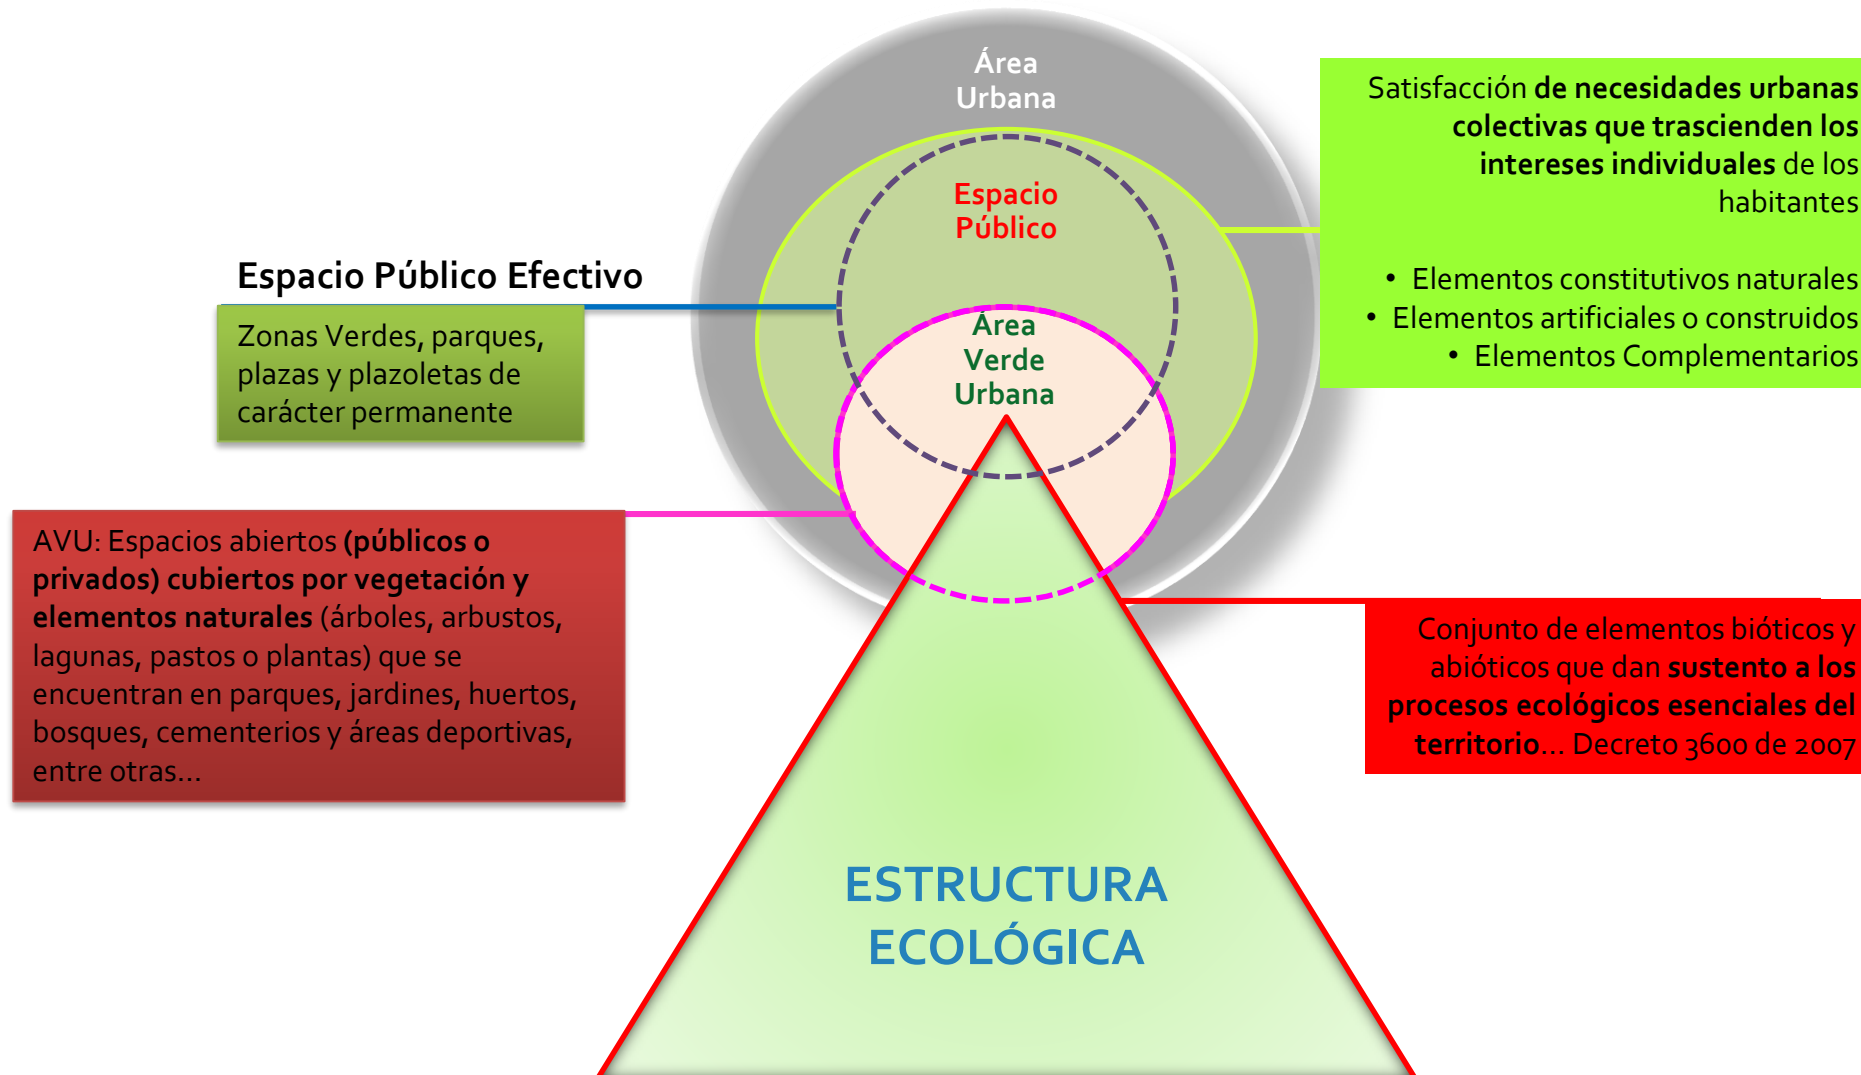 Área
Urbana
Espacio
Público
Área
Verde
Urbana
Espacio Público Efectivo
Zonas Verdes, parques,
plazas y plazoletas de
carácter permanente
AVU: Espacios abiertos (públicos o
privados) cubiertos por vegetación y
elementos naturales (árboles, arbustos,
lagunas, pastos o plantas) que se
encuentran en parques, jardines, huertos,
bosques, cementerios y áreas deportivas,
entre otras...
Satisfacción de necesidades urbanas
colectivas que trascienden los
intereses individuales de los
habitantes
• Elementos constitutivos naturales
• Elementos artificiales o construidos
• Elementos Complementarios
Conjunto de elementos bióticos y
abióticos que dan sustento a los
procesos ecológicos esenciales del
territorio... Decreto 3600 de 2007
ESTRUCTURA
ECOLÓGICA